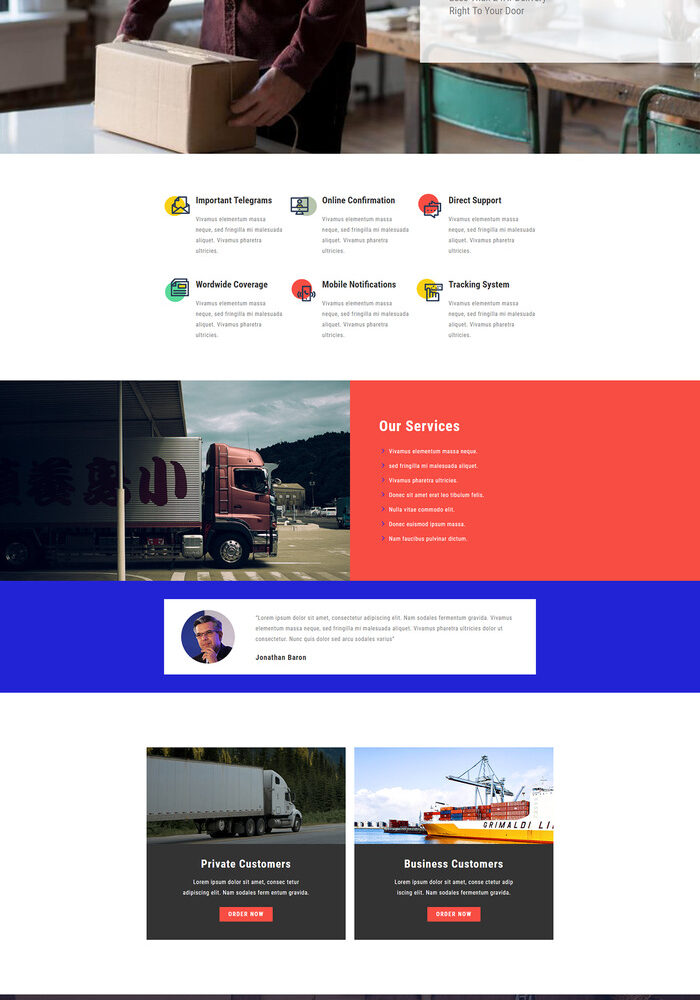 Right To Your Door
Important Telegrams
Vivamus elementum massa
neque, sed fringilla mi malesuada
aliquet. Vivamus pharetra
ultricies.
Online Confirmation
Vivamus elementum massa
neque, sed fringilla mi malesuada
aliquet. Vivamus pharetra
ultricies.
Direct Support
Vivamus elementum massa
neque, sed fringilla mi malesuada
aliquet. Vivamus pharetra
ultricies.
Wordwide Coverage
Vivamus elementum massa
neque, sed fringilla mi malesuada
aliquet. Vivamus pharetra
ultricies.
Mobile Notifications
Vivamus elementum massa
neque, sed fringilla mi malesuada
aliquet. Vivamus pharetra
ultricies.
Tracking System
Vivamus elementum massa
neque, sed fringilla mi malesuada
aliquet. Vivamus pharetra
ultricies.
Our Services
Vivamus elementum massa neque.
sed fringilla mi malesuada aliquet.
Vivamus pharetra ultricies.
Donec sit amet erat leo tibulum felis.
Nulla vitae commodo elit.
Donec euismod ipsum massa.
Nam faucibus pulvinar dictum.
"Lorem ipsum dolor sit amet, consectetur adipiscing elit. Nam sodales fermentum gravida. Vivamus
elementum massa neque, sed fringilla mi malesuada aliquet. Vivamus pharetra ultricies dolor ut
consectetur. Nunc quis dolor sed arcu sodales varius"
Jonathan Baron
GRIMALDI LI
Private Customers
Lorem ipsum dolor sit amet, consec tetur
adipiscing elit. Nam sodales ferm entum gravida.
ORDER NOW
Business Customers
Lorem ipsum dolor sit amet, conse ctetur adip
iscing elit. Nam sodales fermentum gravida.
ORDER NOW